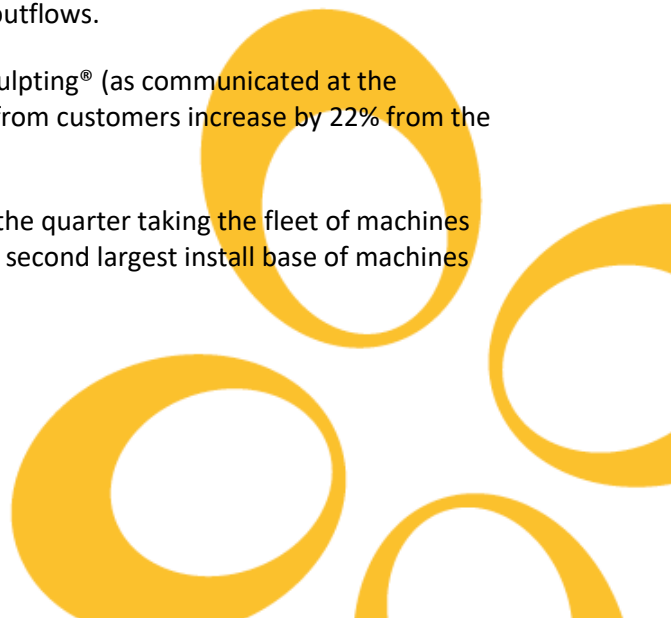 outflows.
ulpting® (as communicated at the
from customers increase by 22% from the
the quarter taking the fleet of machines
second largest install base of machines